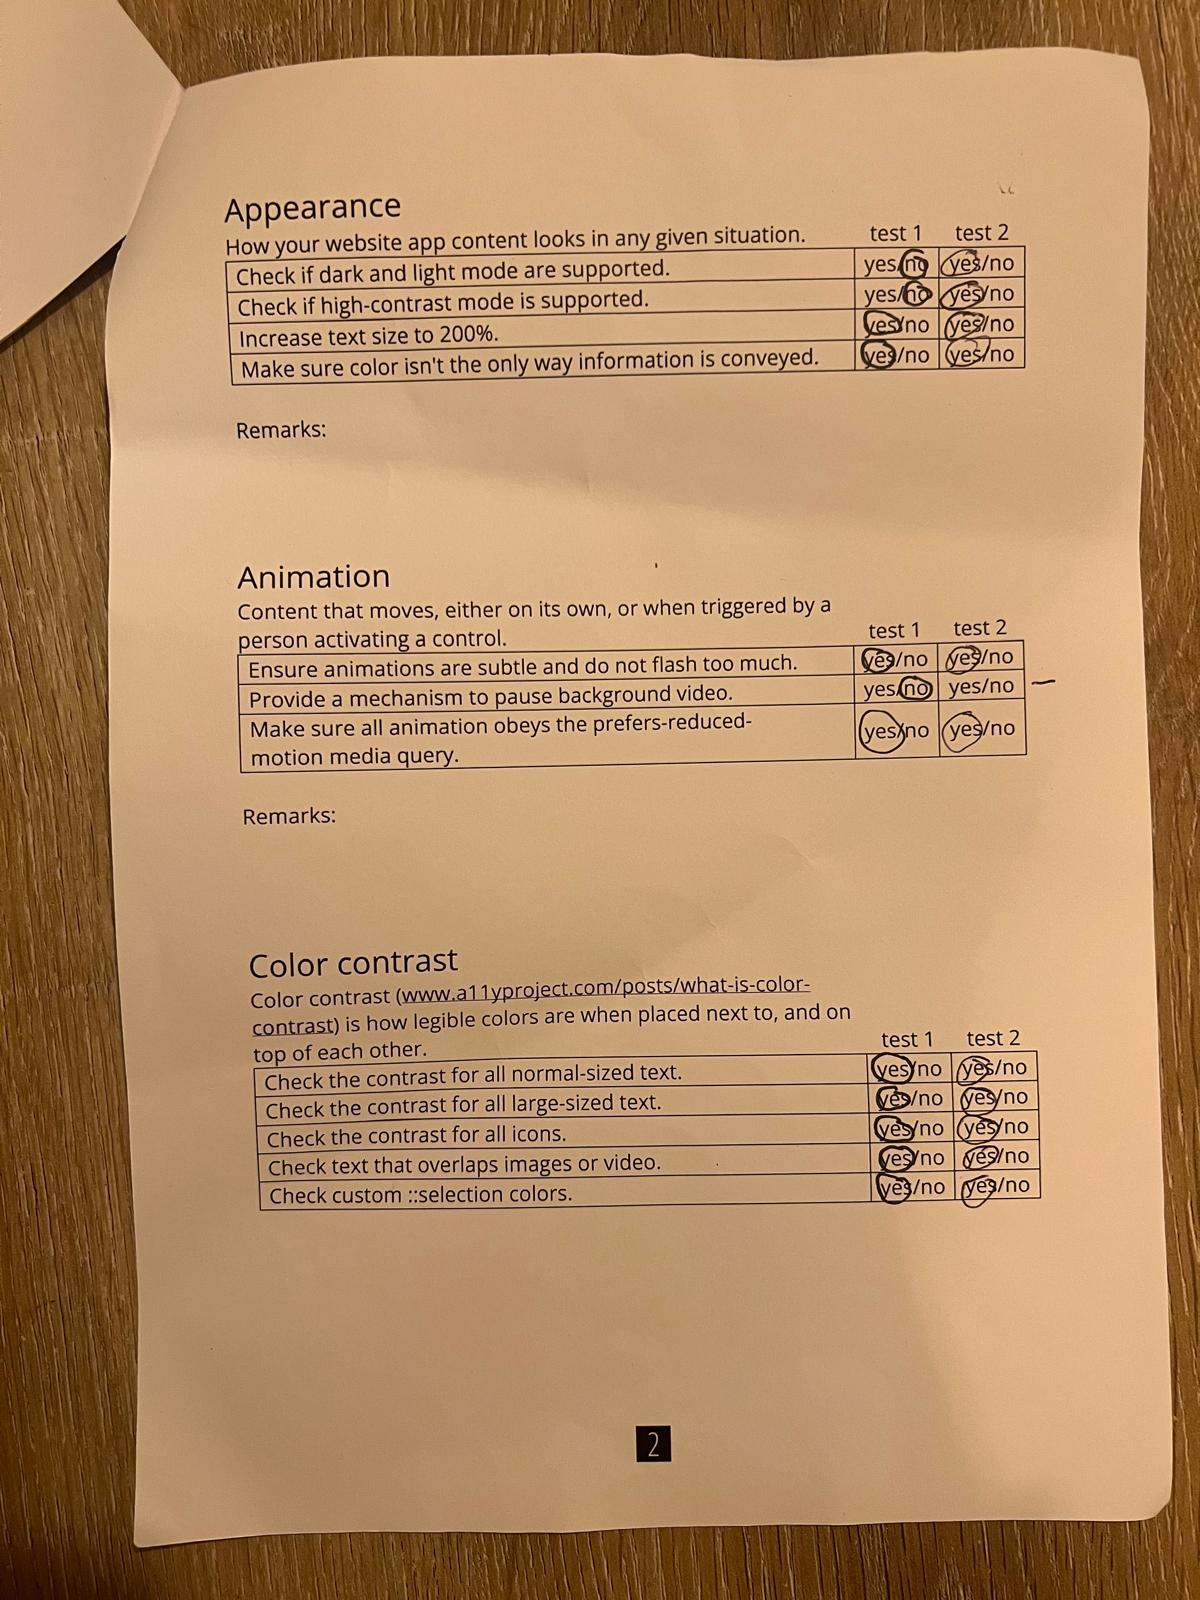 Appearance
How your website app content looks in any given situation. test 1 test 2
Check if dark and light mode are supported. yes/no yes/no
Check if high-contrast mode is supported. yes/no yes/no
Increase text size to 200%. yes/no yes/no
Make sure color isn't the only way information is conveyed. yes/no yes/no
Remarks:
Animation
Content that moves, either on its own, or when triggered by a
person activating a control. test 1 test 2
Ensure animations are subtle and do not flash too much. yes/no yes/no
Provide a mechanism to pause background video. yes/no yes/no —
Make sure all animation obeys the prefers-reduced-
motion media query. yes/no yes/no
Remarks:
Color contrast
Color contrast (www.a11yproject.com/posts/what-is-color-
contrast) is how legible colors are when placed next to, and on
top of each other. test 1 test 2
Check the contrast for all normal-sized text. yes/no yes/no
Check the contrast for all large-sized text. yes/no yes/no
Check the contrast for all icons. yes/no yes/no
Check text that overlaps images or video. yes/no yes/no
Check custom ::selection colors. yes/no yes/no
2